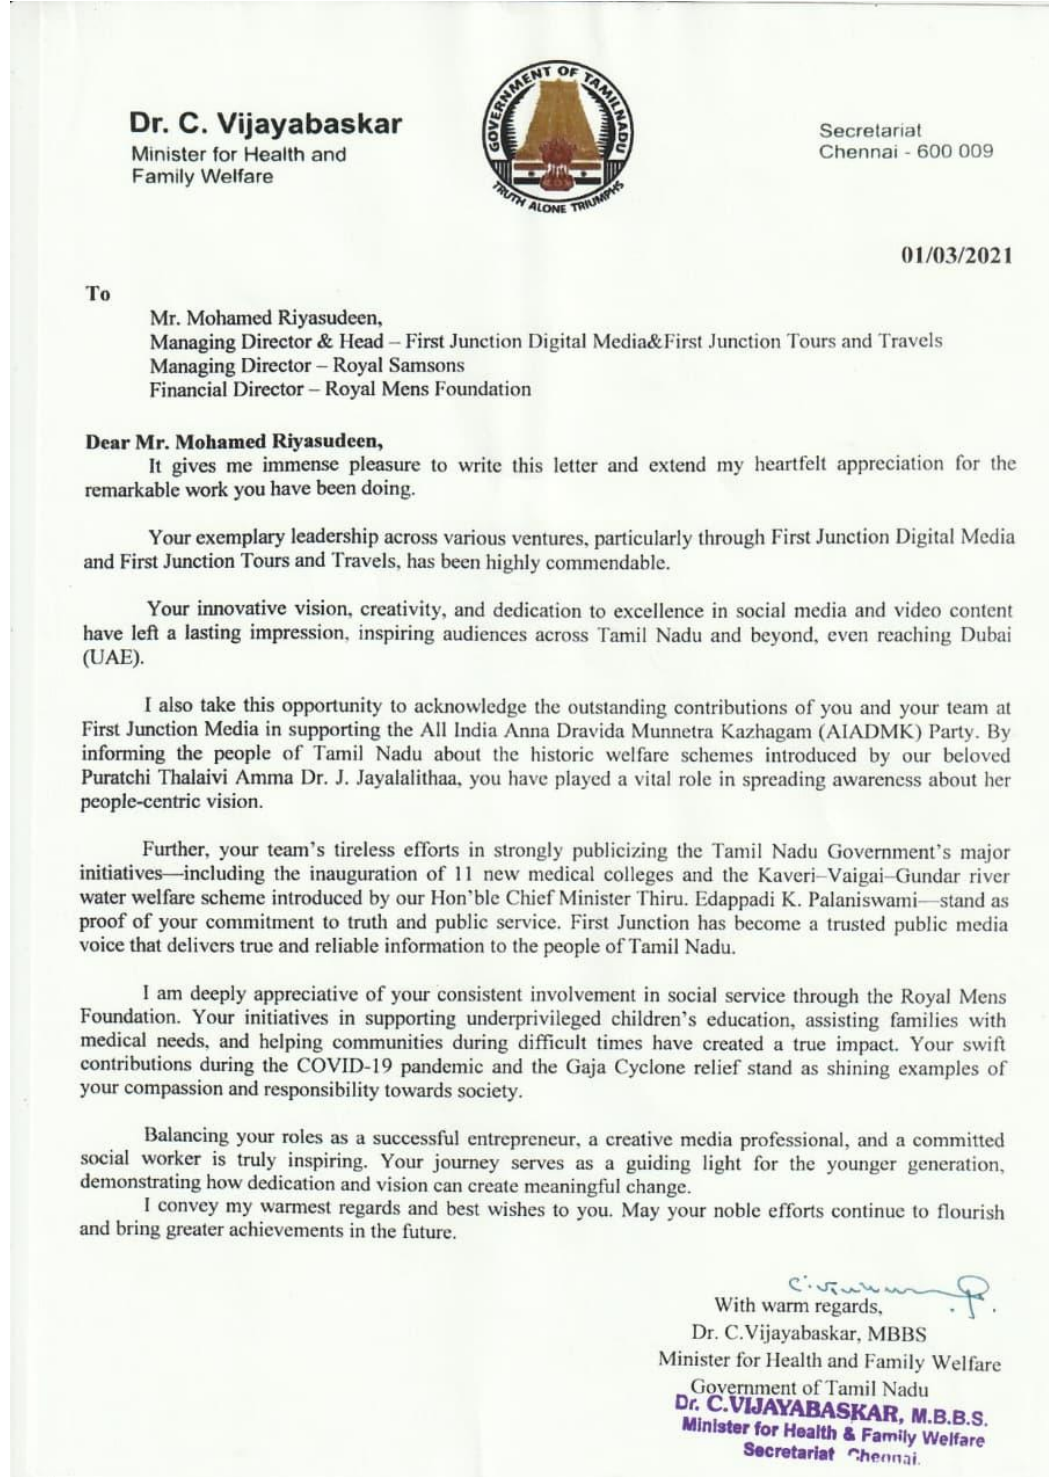 Dr. C. Vijayabaskar
Minister for Health and
Family Welfare
GOVERNMENT OF TAMILNADU
TRUTH ALONE TRIUMPHS
Secretariat
Chennai - 600 009
01/03/2021
To
Mr. Mohamed Riyasudeen,
Managing Director & Head – First Junction Digital Media&First Junction Tours and Travels
Managing Director – Royal Samsons
Financial Director – Royal Mens Foundation
Dear Mr. Mohamed Riyasudeen,
It gives me immense pleasure to write this letter and extend my heartfelt appreciation for the
remarkable work you have been doing.
Your exemplary leadership across various ventures, particularly through First Junction Digital Media
and First Junction Tours and Travels, has been highly commendable.
Your innovative vision, creativity, and dedication to excellence in social media and video content
have left a lasting impression, inspiring audiences across Tamil Nadu and beyond, even reaching Dubai
(UAE).
I also take this opportunity to acknowledge the outstanding contributions of you and your team at
First Junction Media in supporting the All India Anna Dravida Munnetra Kazhagam (AIADMK) Party. By
informing the people of Tamil Nadu about the historic welfare schemes introduced by our beloved
Puratchi Thalaivi Amma Dr. J. Jayalalithaa, you have played a vital role in spreading awareness about her
people-centric vision.
Further, your team's tireless efforts in strongly publicizing the Tamil Nadu Government's major
initiatives—including the inauguration of 11 new medical colleges and the Kaveri–Vaigai–Gundar river
water welfare scheme introduced by our Hon'ble Chief Minister Thiru. Edappadi K. Palaniswami—stand as
proof of your commitment to truth and public service. First Junction has become a trusted public media
voice that delivers true and reliable information to the people of Tamil Nadu.
I am deeply appreciative of your consistent involvement in social service through the Royal Mens
Foundation. Your initiatives in supporting underprivileged children's education, assisting families with
medical needs, and helping communities during difficult times have created a true impact. Your swift
contributions during the COVID-19 pandemic and the Gaja Cyclone relief stand as shining examples of
your compassion and responsibility towards society.
Balancing your roles as a successful entrepreneur, a creative media professional, and a committed
social worker is truly inspiring. Your journey serves as a guiding light for the younger generation,
demonstrating how dedication and vision can create meaningful change.
I convey my warmest regards and best wishes to you. May your noble efforts continue to flourish
and bring greater achievements in the future.
With warm regards,
Dr. C.Vijayabaskar, MBBS
Minister for Health and Family Welfare
Government of Tamil Nadu
Dr. C.VIJAYABASKAR, M.B.B.S.
Minister for Health & Family Welfare
Secretariat Chennai.